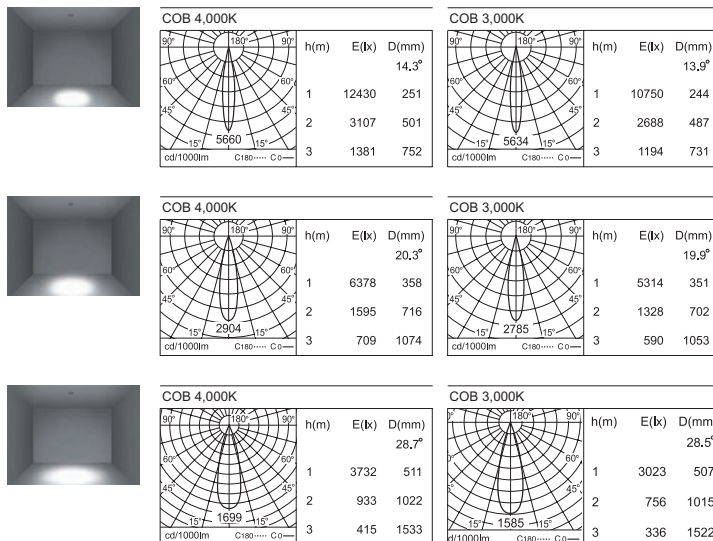 COB 4,000K
90° 180° 90°
60° 60°
45° 45°
15° 5660 15°
cd/1000lm C180····· C0—
h(m) E(lx) D(mm)
14.3°
1 12430 251
2 3107 501
3 1381 752
COB 3,000K
90° 180° 90°
60° 60°
45° 45°
15° 5634 15°
cd/1000lm C180····· C0—
h(m) E(lx) D(mm)
13.9°
1 10750 244
2 2688 487
3 1194 731
COB 4,000K
90° 180° 90°
60° 60°
45° 45°
15° 2904 15°
cd/1000lm C180····· C0—
h(m) E(lx) D(mm)
20.3°
1 6378 358
2 1595 716
3 709 1074
COB 3,000K
90° 180° 90°
60° 60°
45° 45°
15° 2785 15°
cd/1000lm C180····· C0—
h(m) E(lx) D(mm)
19.9°
1 5314 351
2 1328 702
3 590 1053
COB 4,000K
90° 180° 90°
60° 60°
45° 45°
15° 1699 15°
cd/1000lm C180····· C0—
h(m) E(lx) D(mm)
28.7°
1 3732 511
2 933 1022
3 415 1533
COB 3,000K
180° 90°
60° 60°
45° 45°
15° 1585 15°
d/1000lm C180····· C0—
h(m) E(lx) D(mm
28.5°
1 3023 507
2 756 1015
3 336 1522